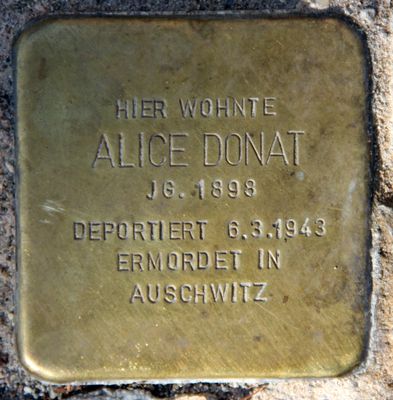 HIER WOHNTE
ALICE DONAT
JG. 1898
DEPORTIERT 6.3.1943
ERMORDET IN
AUSCHWITZ